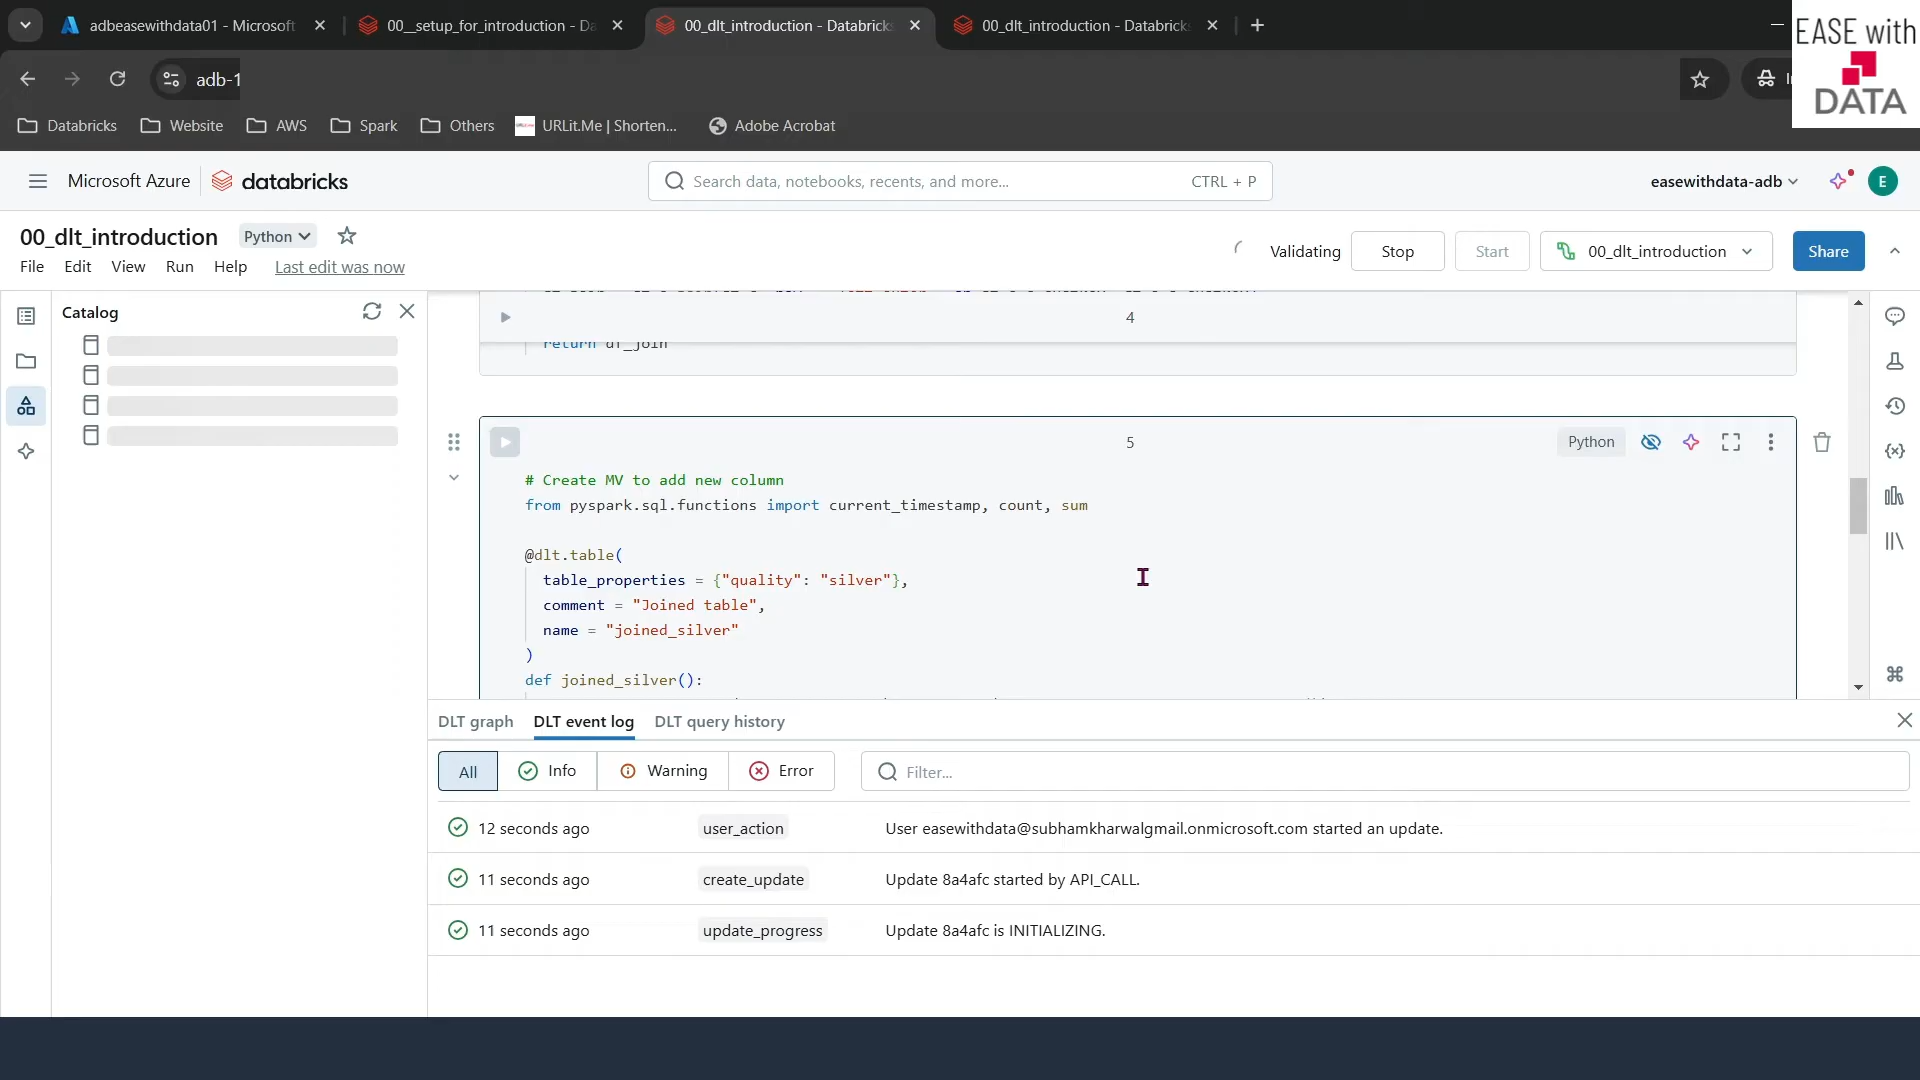 adbeasewithdata01 - Microsoft
00__setup_for_introduction - Da
00_dlt_introduction - Databricks
00_dlt_introduction - Databricks
EASE with
DATA
adb-1
Databricks
Website
AWS
Spark
Others
URLit.Me | Shorten...
Adobe Acrobat
Microsoft Azure
databricks
Search data, notebooks, recents, and more...
CTRL + P
easewithdata-adb
E
00_dlt_introduction
Python
File
Edit
View
Run
Help
Last edit was now
Validating
Stop
Start
00_dlt_introduction
Share
Catalog
4
return df_join
5
Python
# Create MV to add new column
from pyspark.sql.functions import current_timestamp, count, sum
@dlt.table(
table_properties = {"quality": "silver"},
comment = "Joined table",
name = "joined_silver"
)
def joined_silver():
DLT graph
DLT event log
DLT query history
All
Info
Warning
Error
Filter...
12 seconds ago
user_action
User easewithdata@subhamkharwalgmail.onmicrosoft.com started an update.
11 seconds ago
create_update
Update 8a4afc started by API_CALL.
11 seconds ago
update_progress
Update 8a4afc is INITIALIZING.